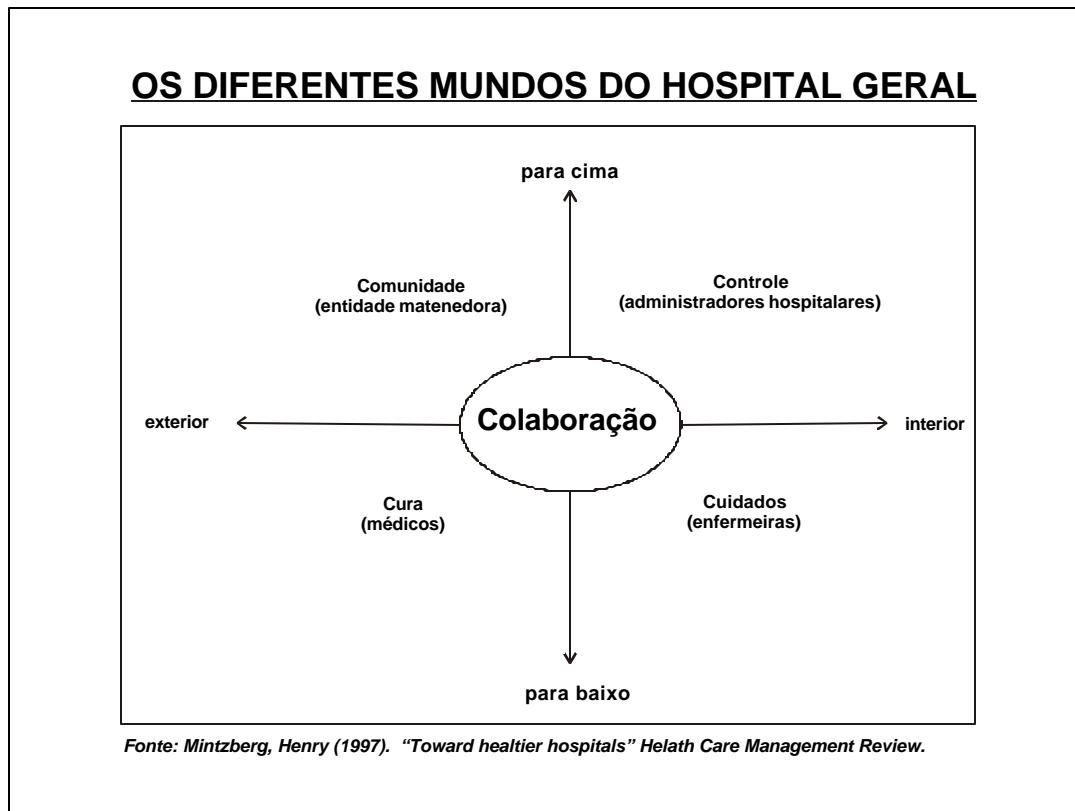 OS DIFERENTES MUNDOS DO HOSPITAL GERAL
para cima
Comunidade
(entidade matenedora)
Controle
(administradores hospitalares)
exterior
Colaboração
interior
Cura
(médicos)
Cuidados
(enfermeiras)
para baixo
Fonte: Mintzberg, Henry (1997). “Toward healtier hospitals” Helath Care Management Review.